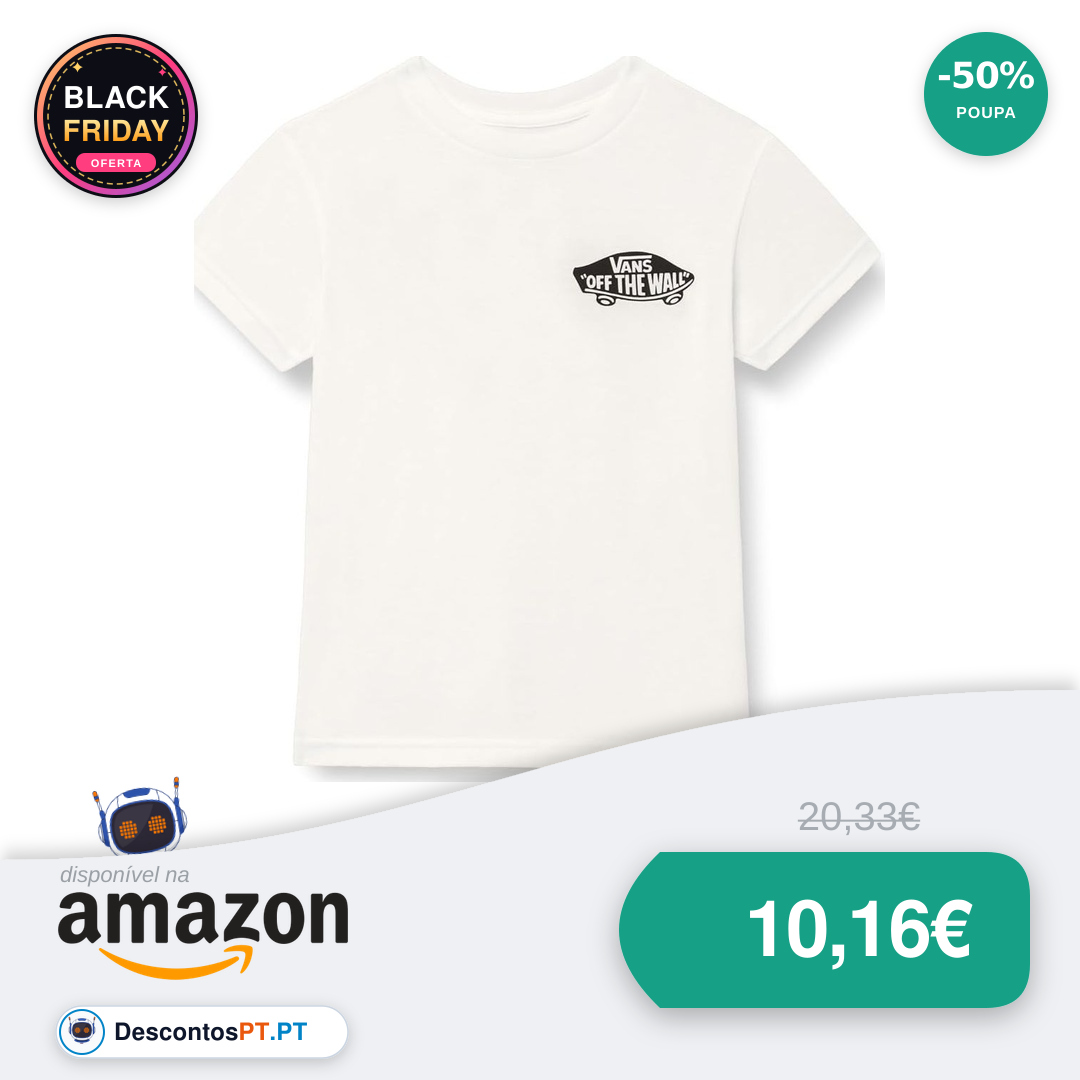 BLACK
FRIDAY
OFERTA
-50%
POUPA
VANS
"OFF THE WALL"
20,33€
10,16€
disponível na
amazon
DescontosPT.PT